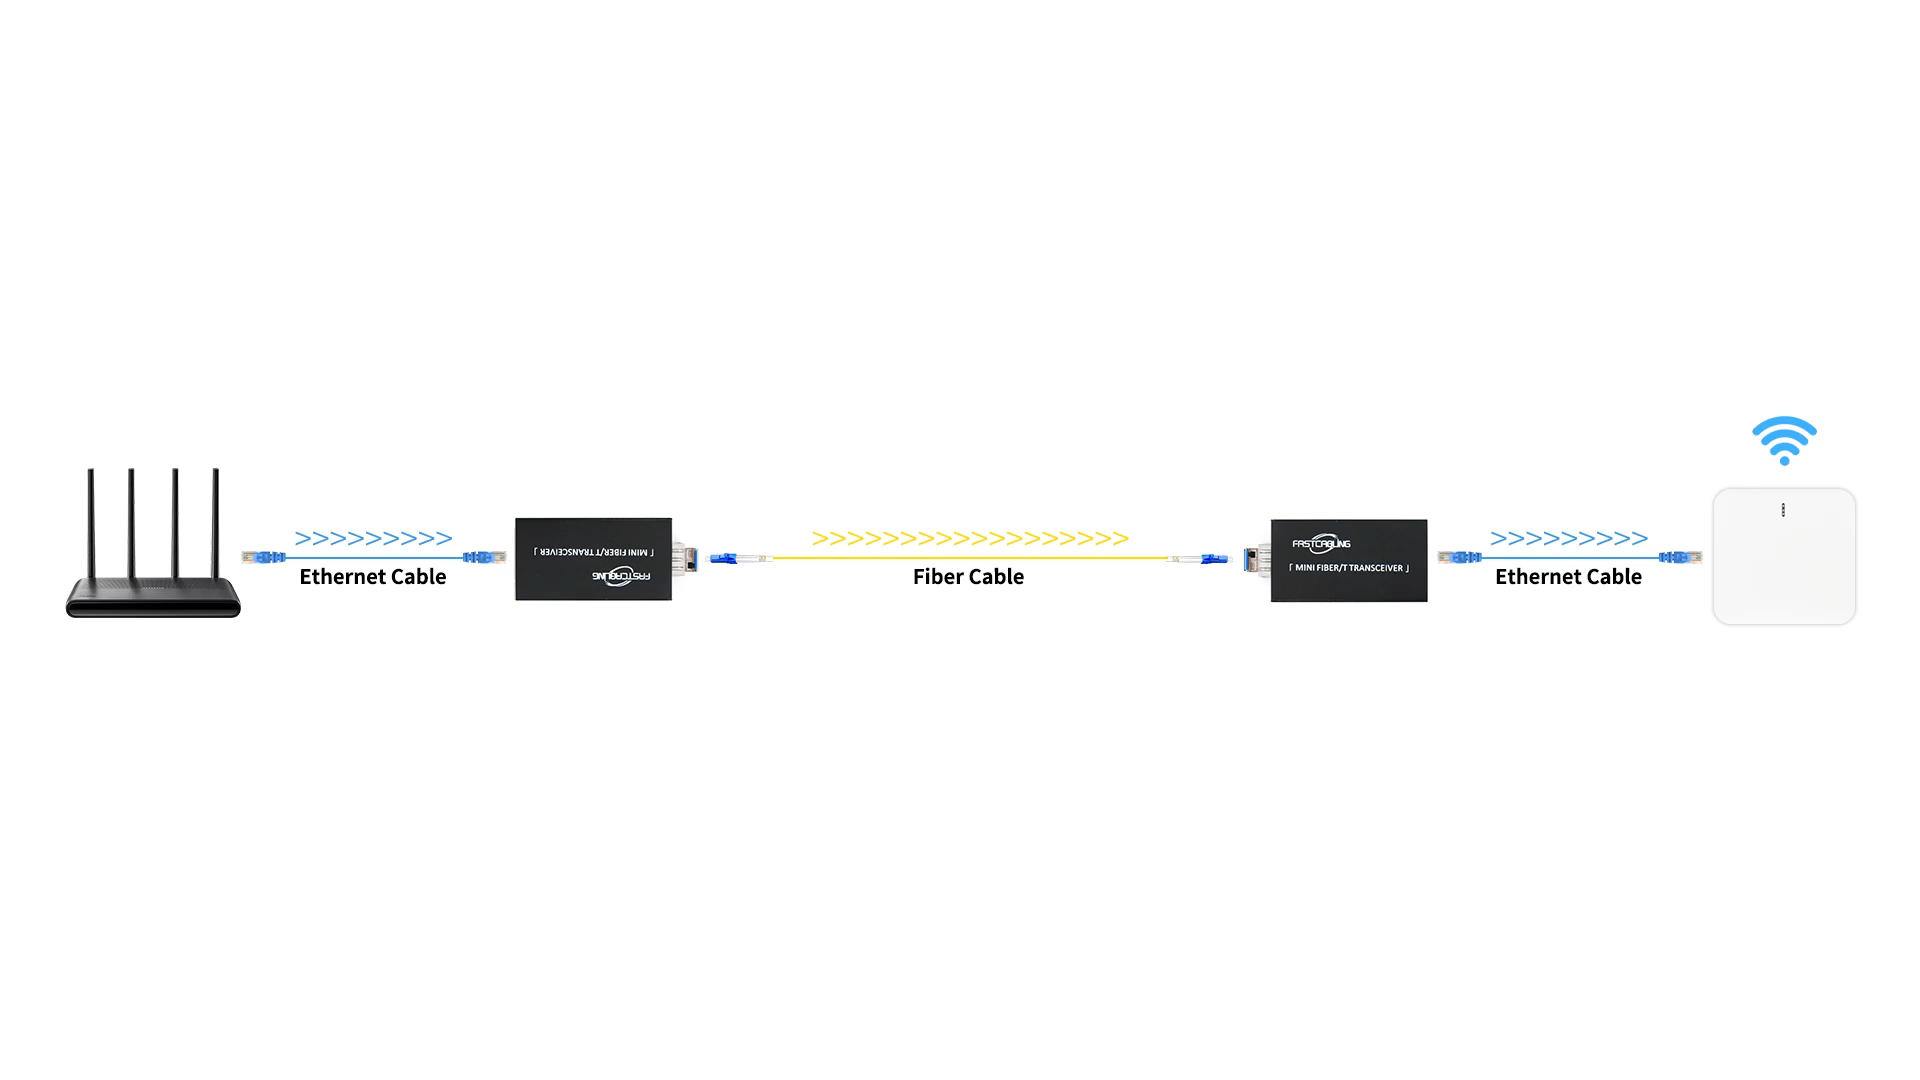 Ethernet Cable
FASTCABLING
「 MINI FIBER/T TRANSCEIVER 」
Fiber Cable
FASTCABLING
「 MINI FIBER/T TRANSCEIVER 」
Ethernet Cable